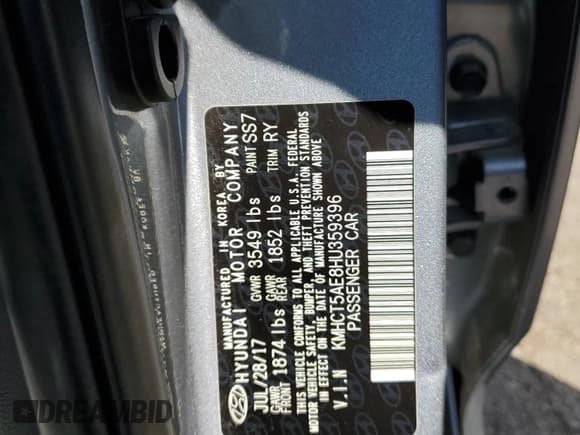 MANUFACTURED IN KOREA BY
HYUNDAI MOTOR COMPANY
JUL/28/17 GVWR 3549 lbs PAINT SS7
GAWR FRONT 1874 lbs GAWR REAR 1852 lbs TRIM RY
THIS VEHICLE CONFORMS TO ALL APPLICABLE U.S.A. FEDERAL
MOTOR VEHICLE SAFETY, BUMPER, AND THEFT PREVENTION STANDARDS
IN EFFECT ON THE DATE OF MANUFACTURE SHOWN ABOVE
V.I.N KMHCT5AE8HU359396
PASSENGER CAR
DREAMBID